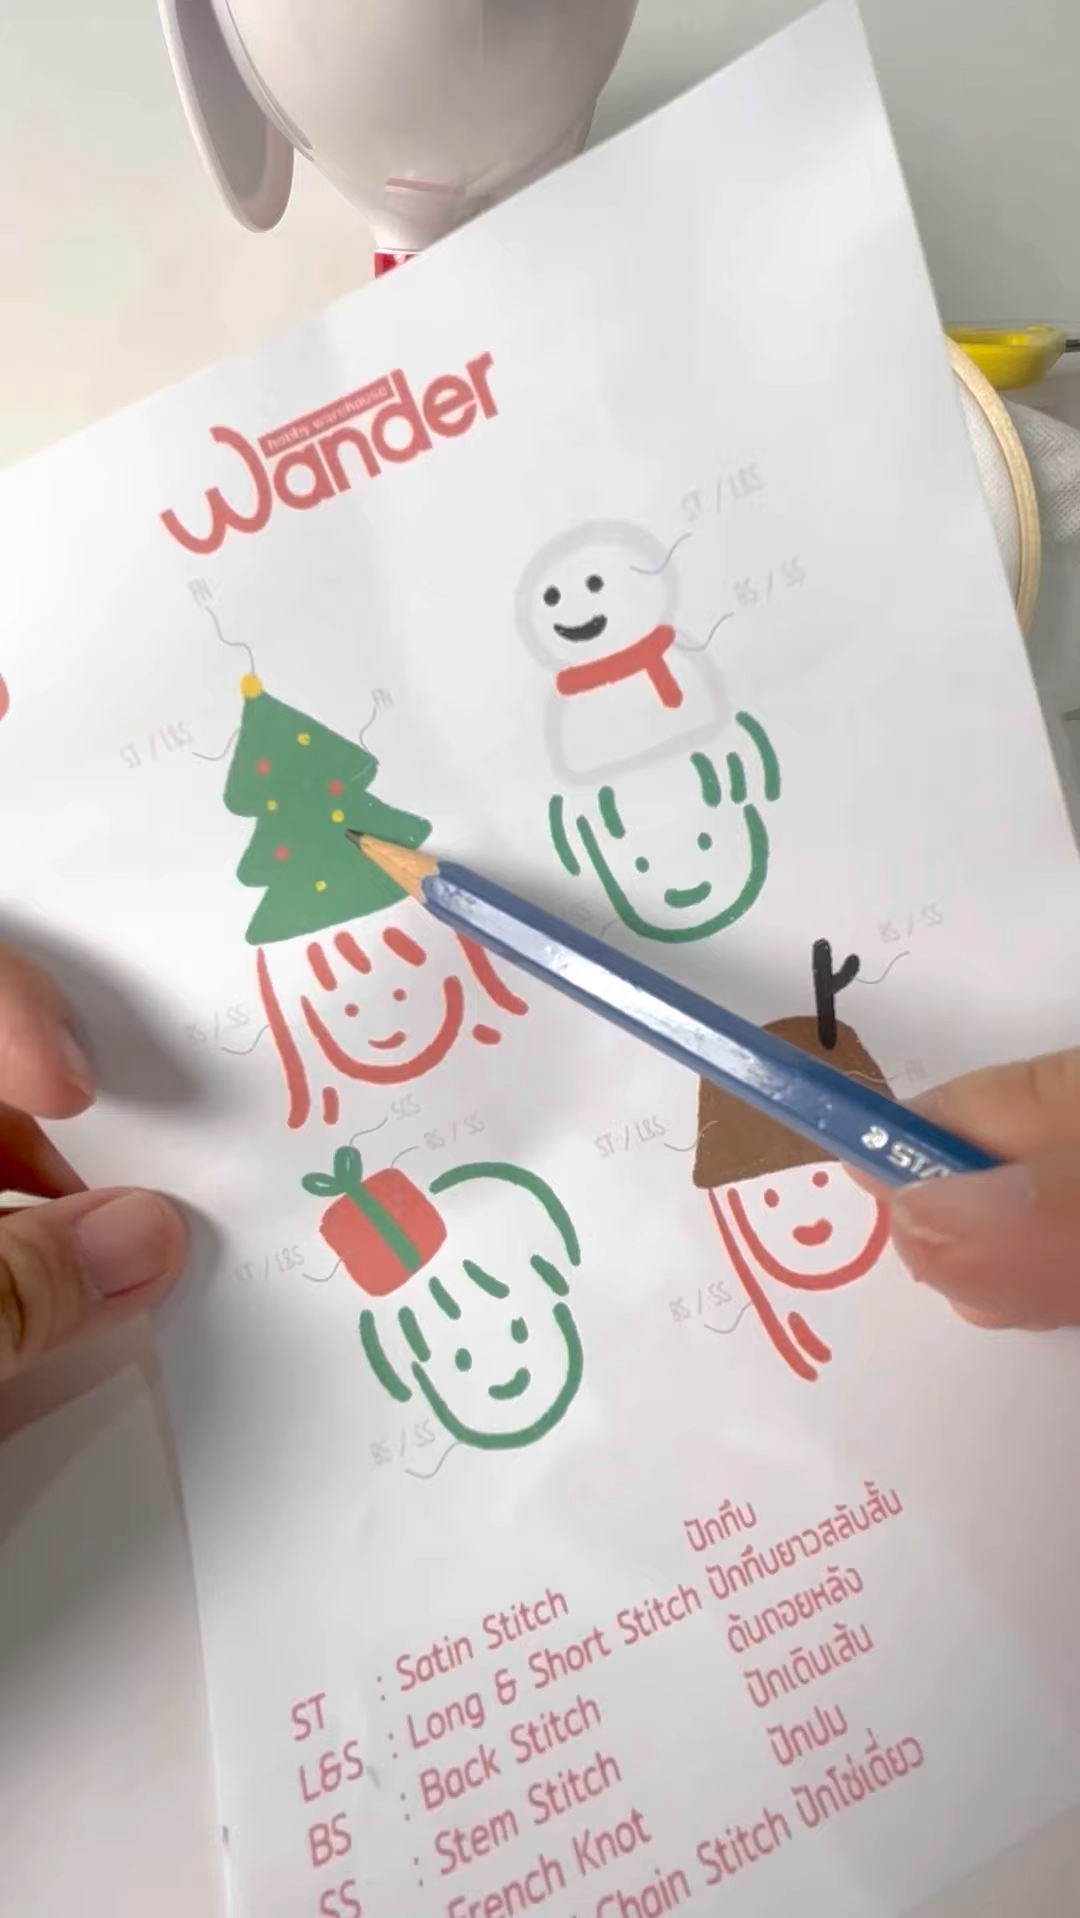 hobby warehouse
Wander
ST / L&S
BS / SS
FN
FN
ST / L&S
BS / SS
SS
BS / SS
FN
SCS
BS / SS
ST / L&S
ST / L&S
BS / SS
BS / SS
STA
ST : Satin Stitch ปักทึบ
L&S : Long & Short Stitch ปักทึบยาวสลับสั้น
BS : Back Stitch ด้นถอยหลัง
SS : Stem Stitch ปักเดินเส้น
French Knot ปักปม
Chain Stitch ปักโซ่เดี่ยว